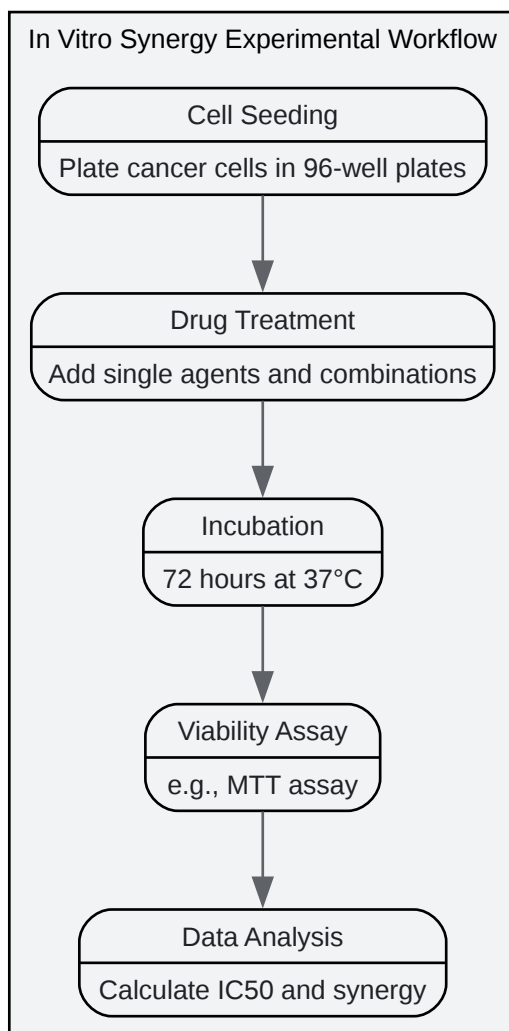 In Vitro Synergy Experimental Workflow
Cell Seeding
Plate cancer cells in 96-well plates
Drug Treatment
Add single agents and combinations
Incubation
72 hours at 37°C
Viability Assay
e.g., MTT assay
Data Analysis
Calculate IC50 and synergy